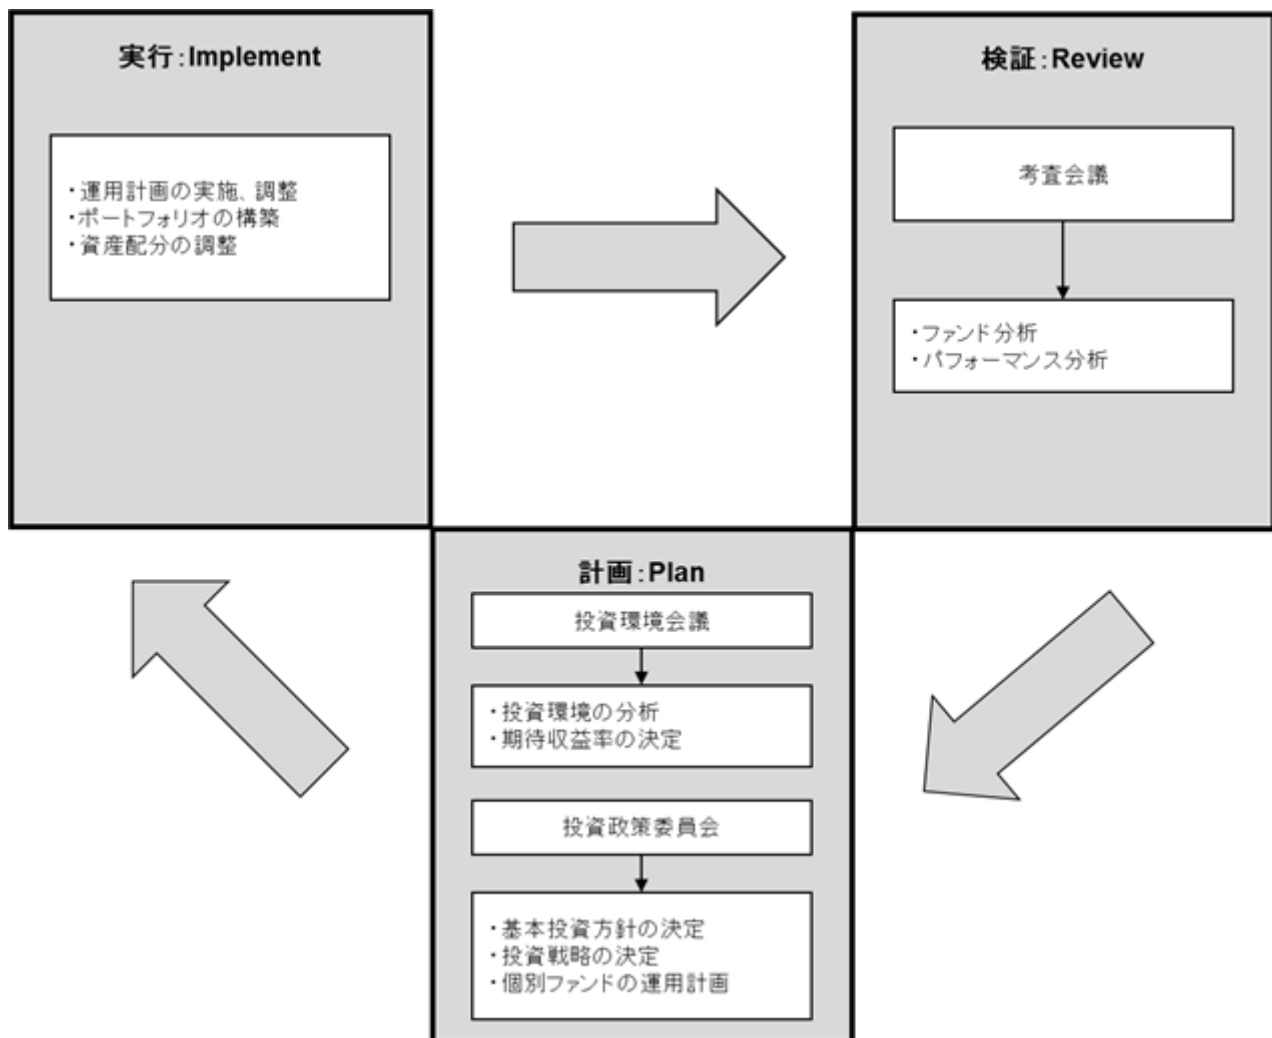 実行:Implement
・運用計画の実施、調整
・ポートフォリオの構築
・資産配分の調整
検証:Review
考査会議
・ファンド分析
・パフォーマンス分析
計画:Plan
投資環境会議
・投資環境の分析
・期待収益率の決定
投資政策委員会
・基本投資方針の決定
・投資戦略の決定
・個別ファンドの運用計画